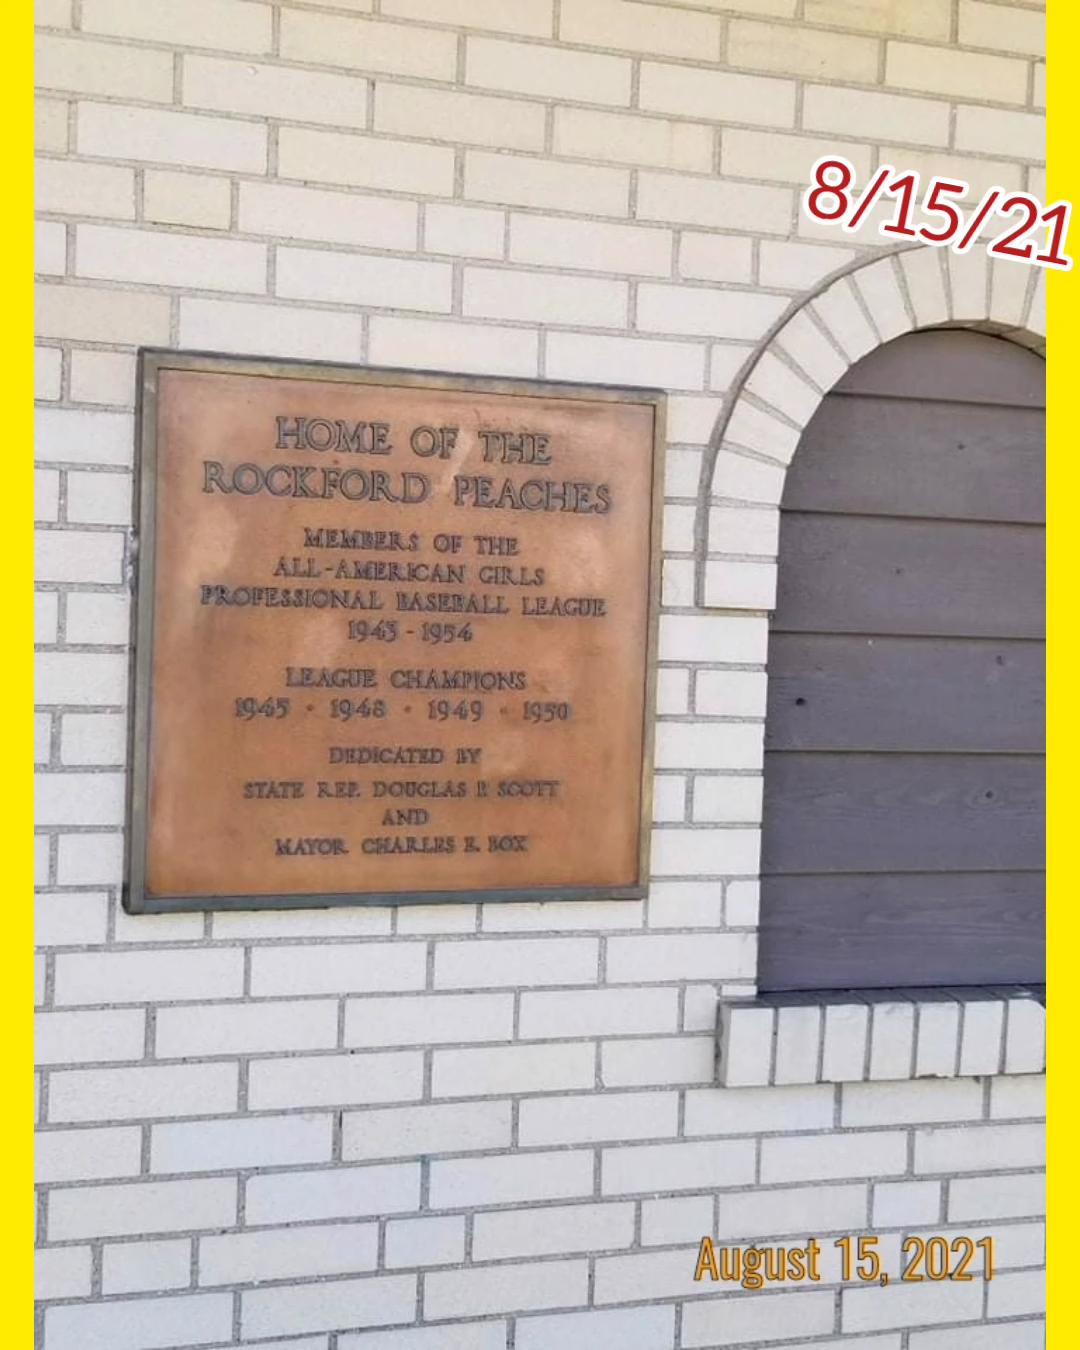 8/15/21
HOME OF THE
ROCKFORD PEACHES
MEMBERS OF THE
ALL-AMERICAN GIRLS
PROFESSIONAL BASEBALL LEAGUE
1943 - 1954
LEAGUE CHAMPIONS
1945 • 1948 • 1949 • 1950
DEDICATED BY
STATE REP. DOUGLAS P. SCOTT
AND
MAYOR CHARLES E. BOX
August 15, 2021